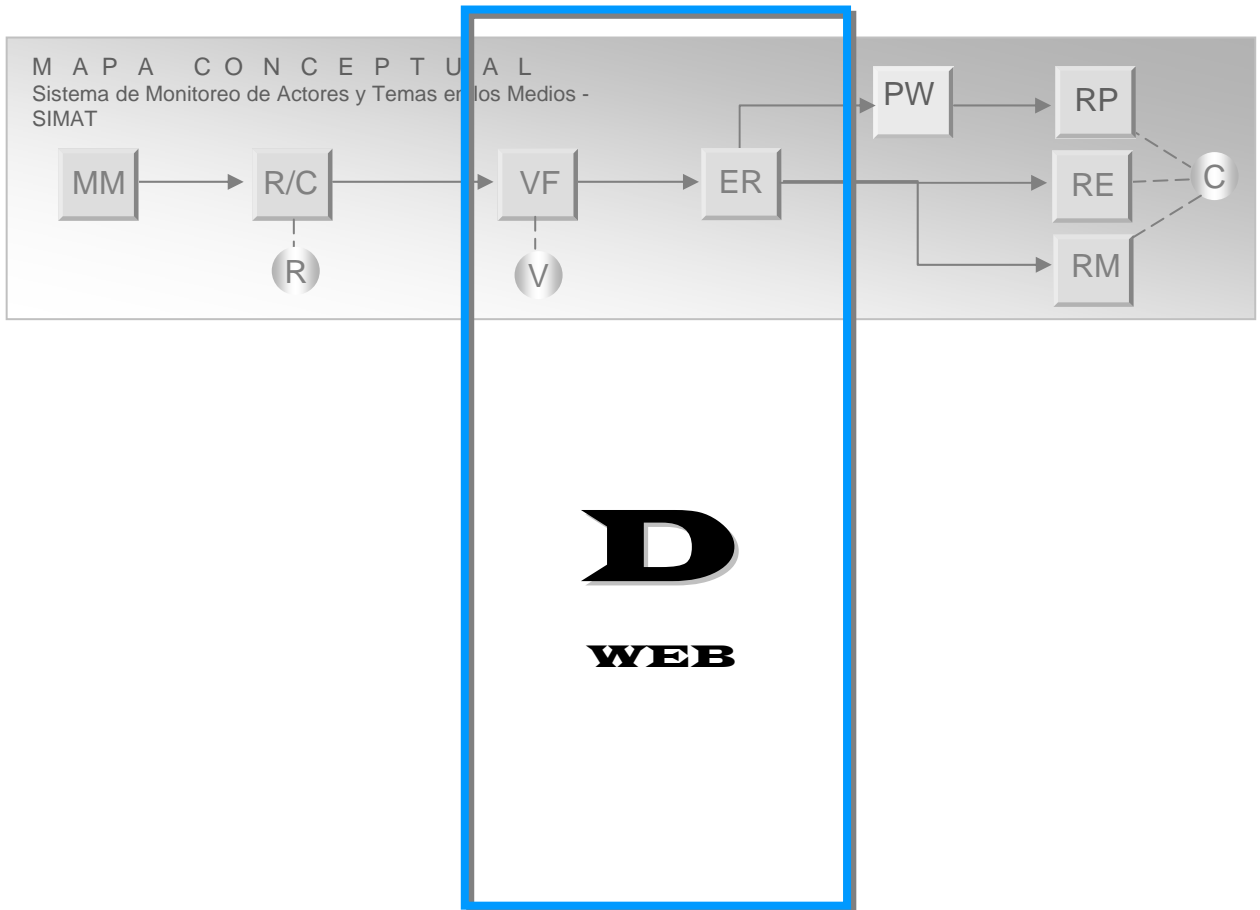 M A P A C O N C E P T U A L
Sistema de Monitoreo de Actores y Temas en los Medios -
SIMAT
PW
RP
MM
R/C
VF
ER
RE
C
R
V
RM
D
WEB